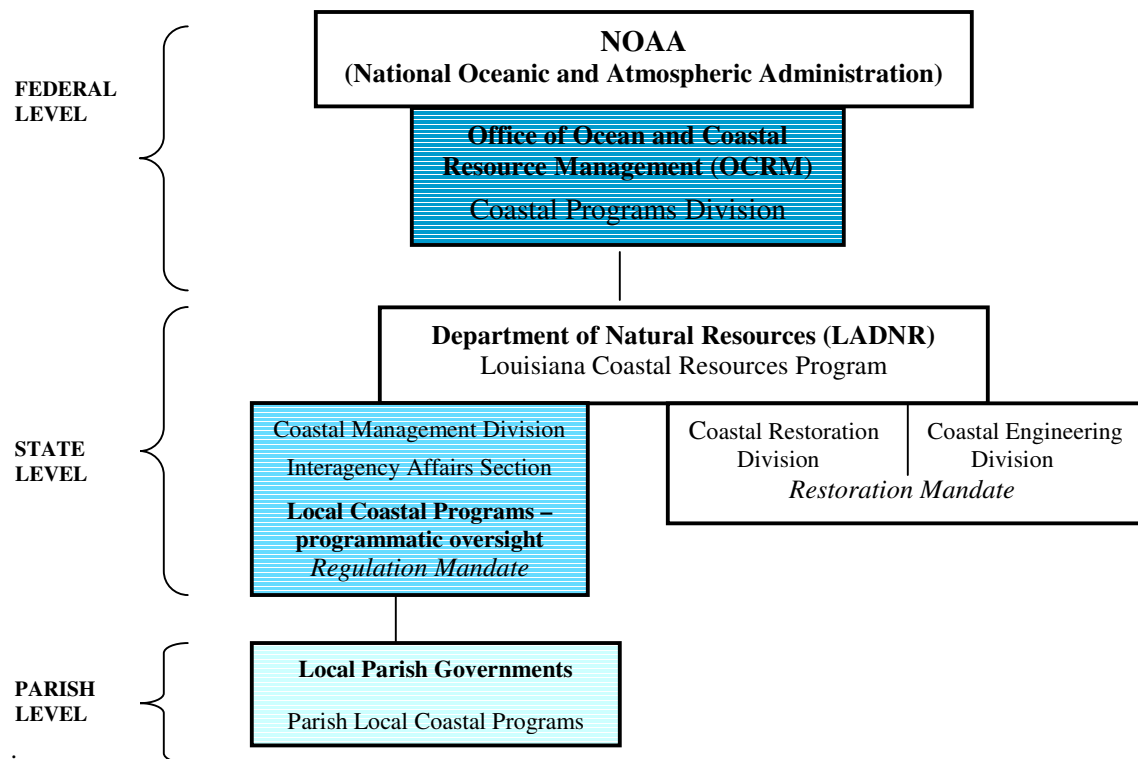 NOAA
(National Oceanic and Atmospheric Administration)
FEDERAL
LEVEL
Office of Ocean and Coastal
Resource Management (OCRM)
Coastal Programs Division
Department of Natural Resources (LADNR)
Louisiana Coastal Resources Program
STATE
LEVEL
Coastal Management Division
Interagency Affairs Section
Local Coastal Programs –
programmatic oversight
Regulation Mandate
Coastal Restoration
Division
Coastal Engineering
Division
Restoration Mandate
PARISH
LEVEL
Local Parish Governments
Parish Local Coastal Programs
.